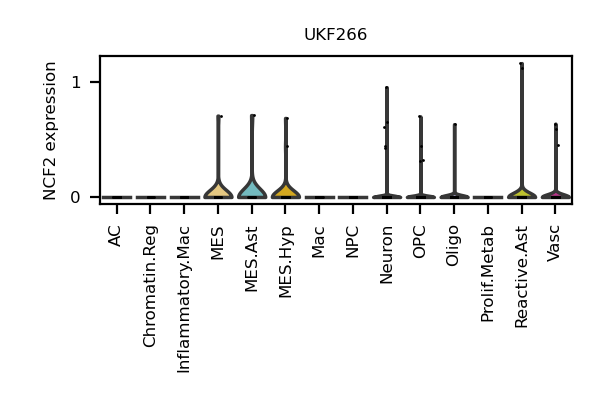 UKF266
NCF2 expression
1
0
AC
Chromatin.Reg
Inflammatory.Mac
MES
MES.Ast
MES.Hyp
Mac
NPC
Neuron
OPC
Oligo
Prolif.Metab
Reactive.Ast
Vasc